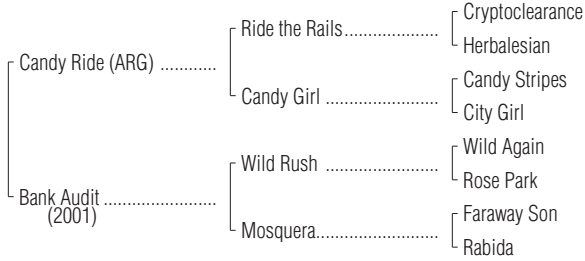 Cryptoclearance
Ride the Rails.....................
Herbalesian
Candy Ride (ARG) ............
Candy Stripes
Candy Girl .........................
City Girl
Wild Again
Wild Rush .........................
Rose Park
Bank Audit ........................
(2001)
Faraway Son
Mosquera...........................
Rabida